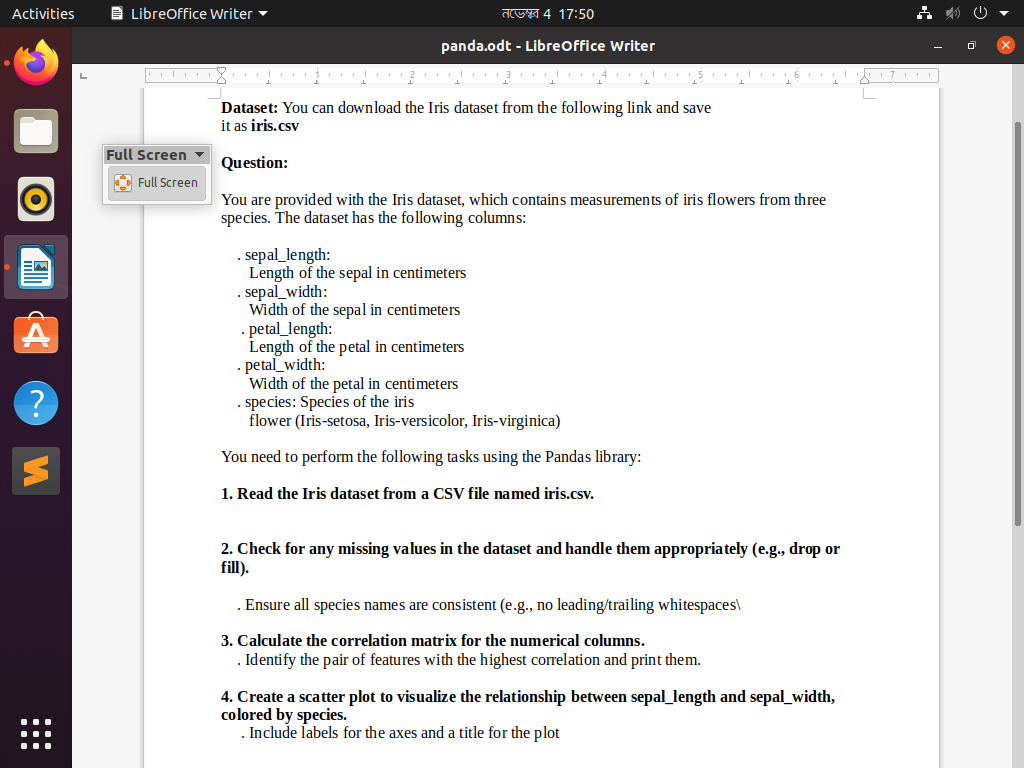 Activities
LibreOffice Writer
নভেম্বর 4 17:50
panda.odt - LibreOffice Writer
1 2 3 4 5 6 7
Dataset: You can download the Iris dataset from the following link and save
it as iris.csv
Full Screen
Full Screen
Question:
You are provided with the Iris dataset, which contains measurements of iris flowers from three
species. The dataset has the following columns:
. sepal_length:
Length of the sepal in centimeters
. sepal_width:
Width of the sepal in centimeters
. petal_length:
Length of the petal in centimeters
. petal_width:
Width of the petal in centimeters
. species: Species of the iris
flower (Iris-setosa, Iris-versicolor, Iris-virginica)
You need to perform the following tasks using the Pandas library:
1. Read the Iris dataset from a CSV file named iris.csv.
2. Check for any missing values in the dataset and handle them appropriately (e.g., drop or
fill).
. Ensure all species names are consistent (e.g., no leading/trailing whitespaces\
3. Calculate the correlation matrix for the numerical columns.
. Identify the pair of features with the highest correlation and print them.
4. Create a scatter plot to visualize the relationship between sepal_length and sepal_width,
colored by species.
. Include labels for the axes and a title for the plot